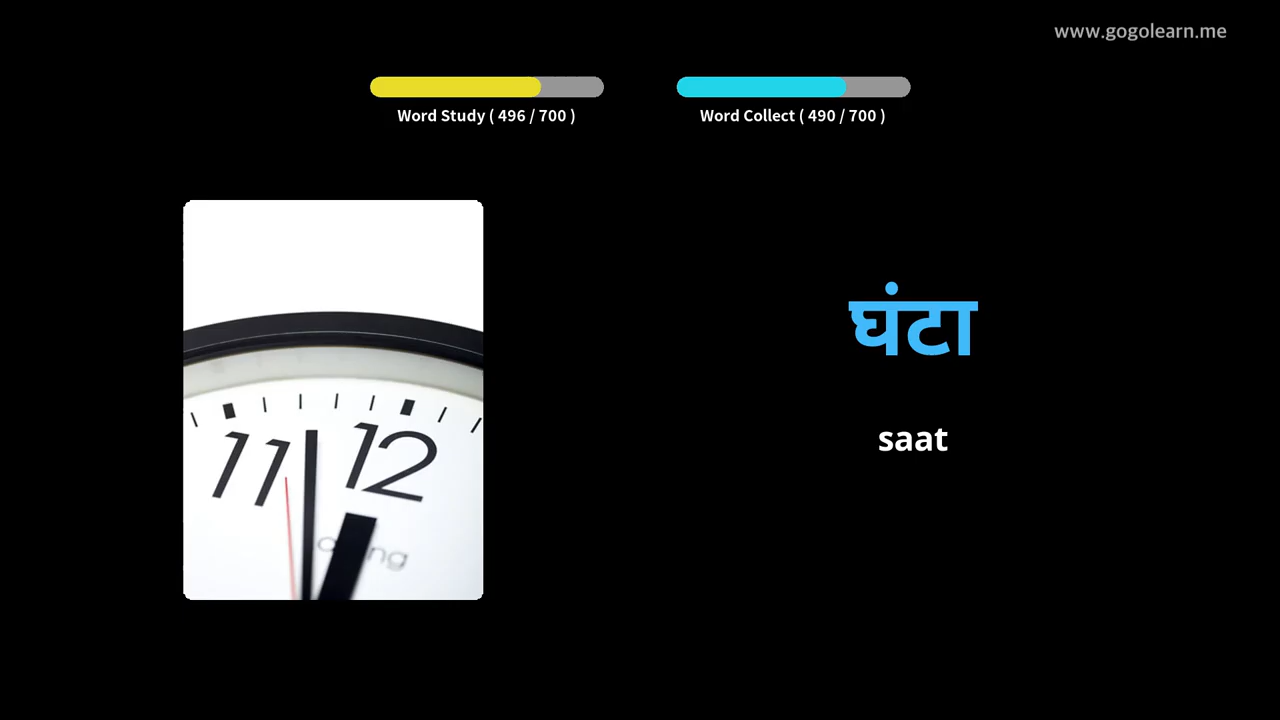 www.gogolearn.me
Word Study ( 496 / 700 )
Word Collect ( 490 / 700 )
11 12
घंटा
saat